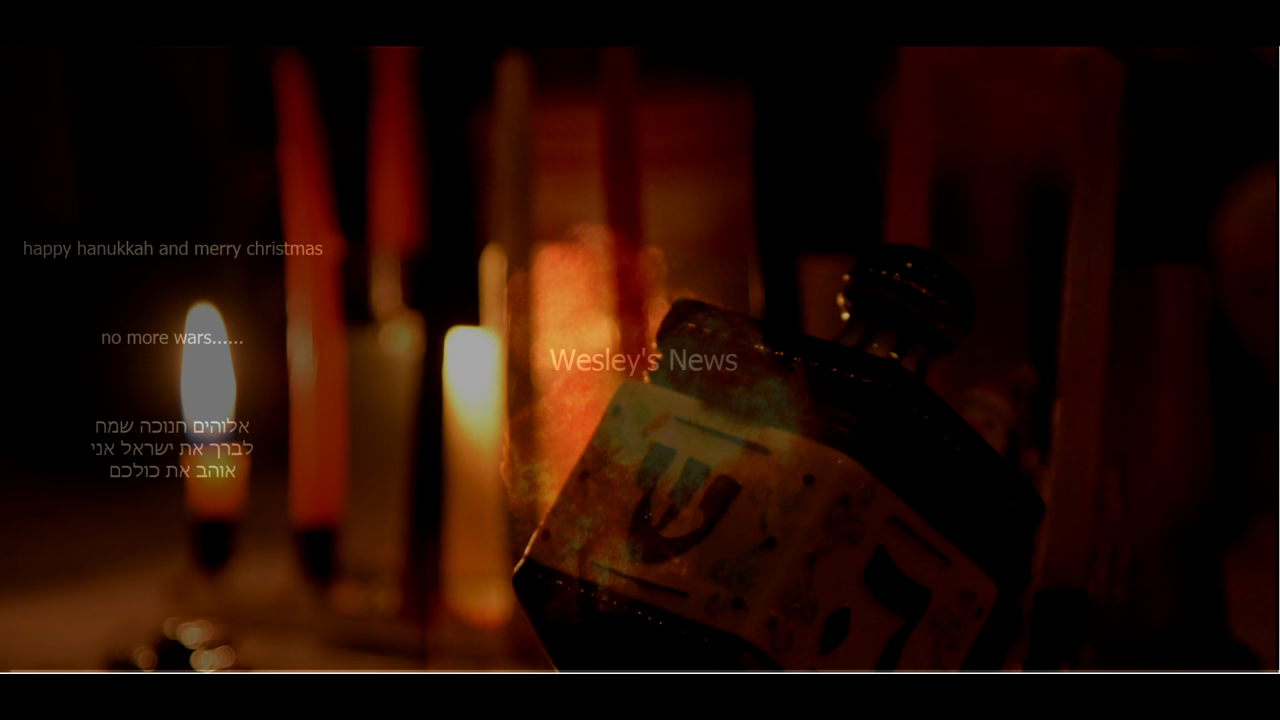 happy hanukkah and merry christmas
no more wars......
Wesley's News
אלוהים חנוכה שמח
לברך את ישראל אני
אוהב את כולכם
ש